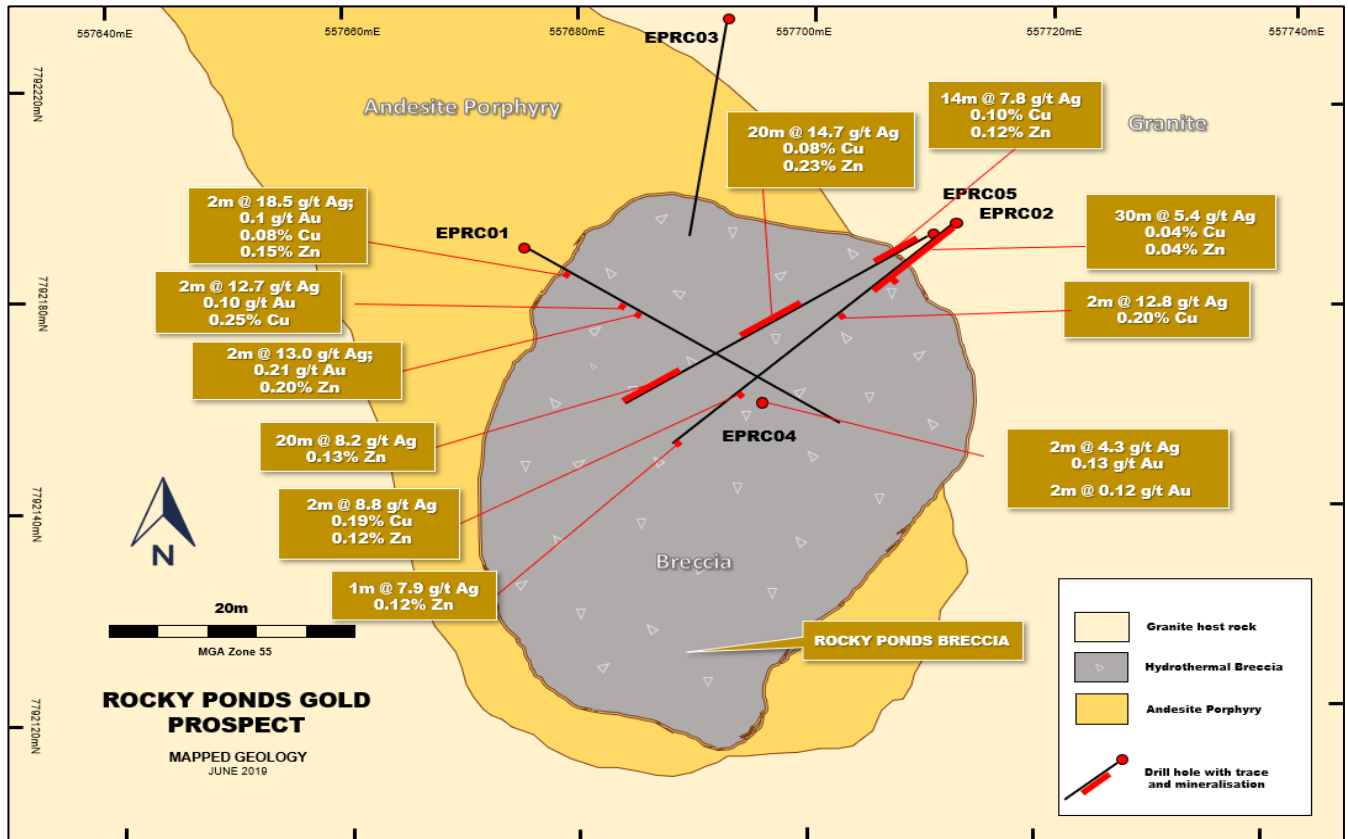 557640mE
557660mE
557680mE
557700mE
557720mE
557740mE
EPRC03
7792220mN
Andesite Porphyry
Granite
14m @ 7.8 g/t Ag
0.10% Cu
0.12% Zn
20m @ 14.7 g/t Ag
0.08% Cu
0.23% Zn
2m @ 18.5 g/t Ag;
0.1 g/t Au
0.08% Cu
0.15% Zn
EPRC01
EPRC05
EPRC02
30m @ 5.4 g/t Ag
0.04% Cu
0.04% Zn
7792180mN
2m @ 12.7 g/t Ag
0.10 g/t Au
0.25% Cu
2m @ 12.8 g/t Ag
0.20% Cu
2m @ 13.0 g/t Ag;
0.21 g/t Au
0.20% Zn
20m @ 8.2 g/t Ag
0.13% Zn
EPRC04
2m @ 4.3 g/t Ag
0.13 g/t Au
2m @ 0.12 g/t Au
7792140mN
2m @ 8.8 g/t Ag
0.19% Cu
0.12% Zn
N
Breccia
1m @ 7.9 g/t Ag
0.12% Zn
20m
MGA Zone 55
ROCKY PONDS BRECCIA
ROCKY PONDS GOLD
PROSPECT
MAPPED GEOLOGY
JUNE 2019
7792120mN
Granite host rock
Hydrothermal Breccia
Andesite Porphyry
Drill hole with trace
and mineralisation